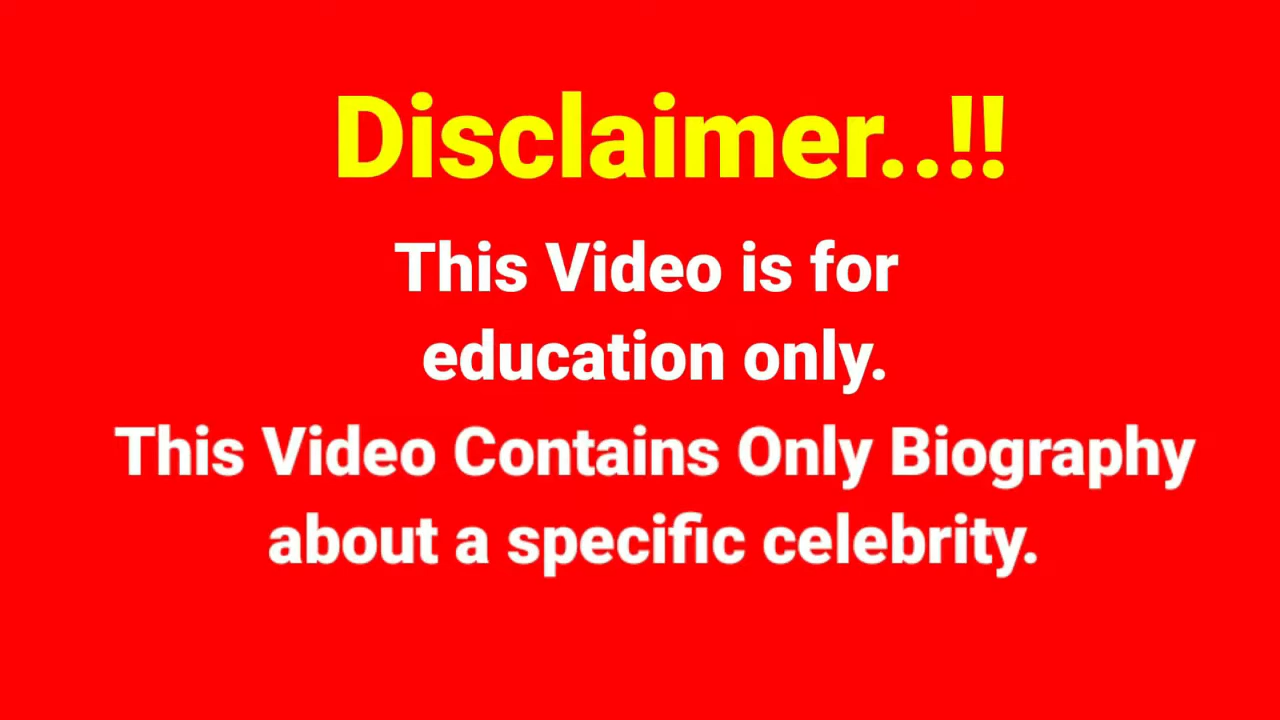 Disclaimer..!!
This Video is for
education only.
This Video Contains Only Biography
about a specific celebrity.